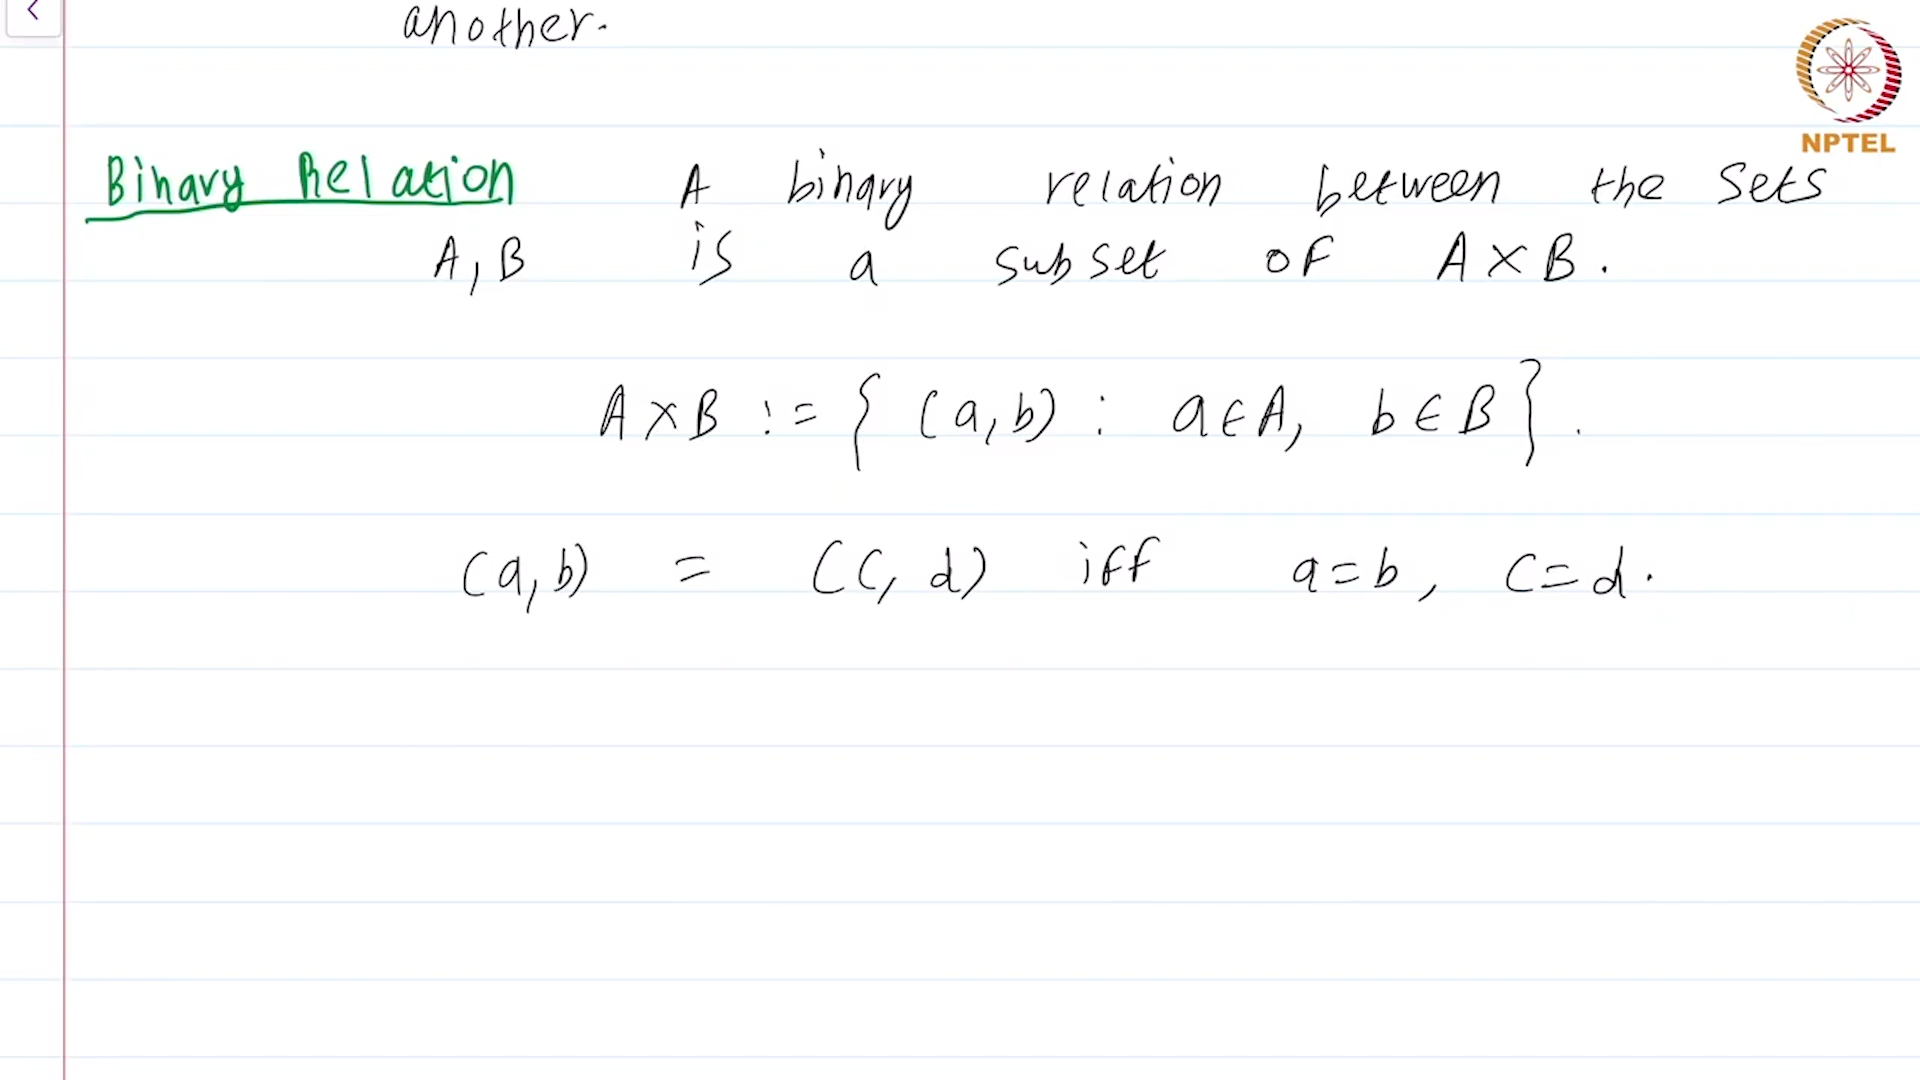 another.
NPTEL
Binary Relation A binary relation between the sets
A, B is a subset of A × B.
A × B := { (a, b) : a ∈ A, b ∈ B } .
(a, b) = (c, d) iff a = b, c = d.